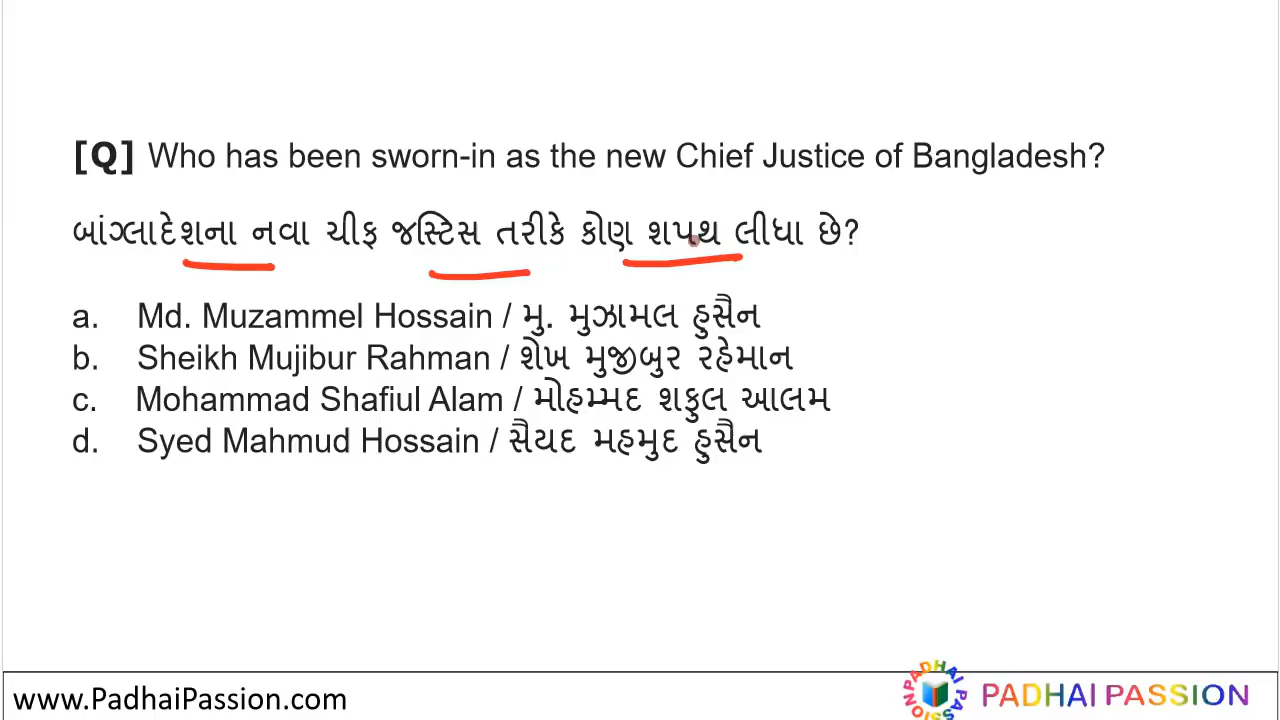 [Q] Who has been sworn-in as the new Chief Justice of Bangladesh?
બાંગ્લાદેશના નવા ચીફ જસ્ટિસ તરીકે કોણ શપથ લીધા છે?
a. Md. Muzammel Hossain / મુ. મુઝામલ હુસૈન
b. Sheikh Mujibur Rahman / શેખ મુજીબુર રહેમાન
c. Mohammad Shafiul Alam / મોહમ્મદ શફુલ આલમ
d. Syed Mahmud Hossain / સૈયદ મહમુદ હુસૈન
www.PadhaiPassion.com
PADHAI PASSION
PADHAI PASSION